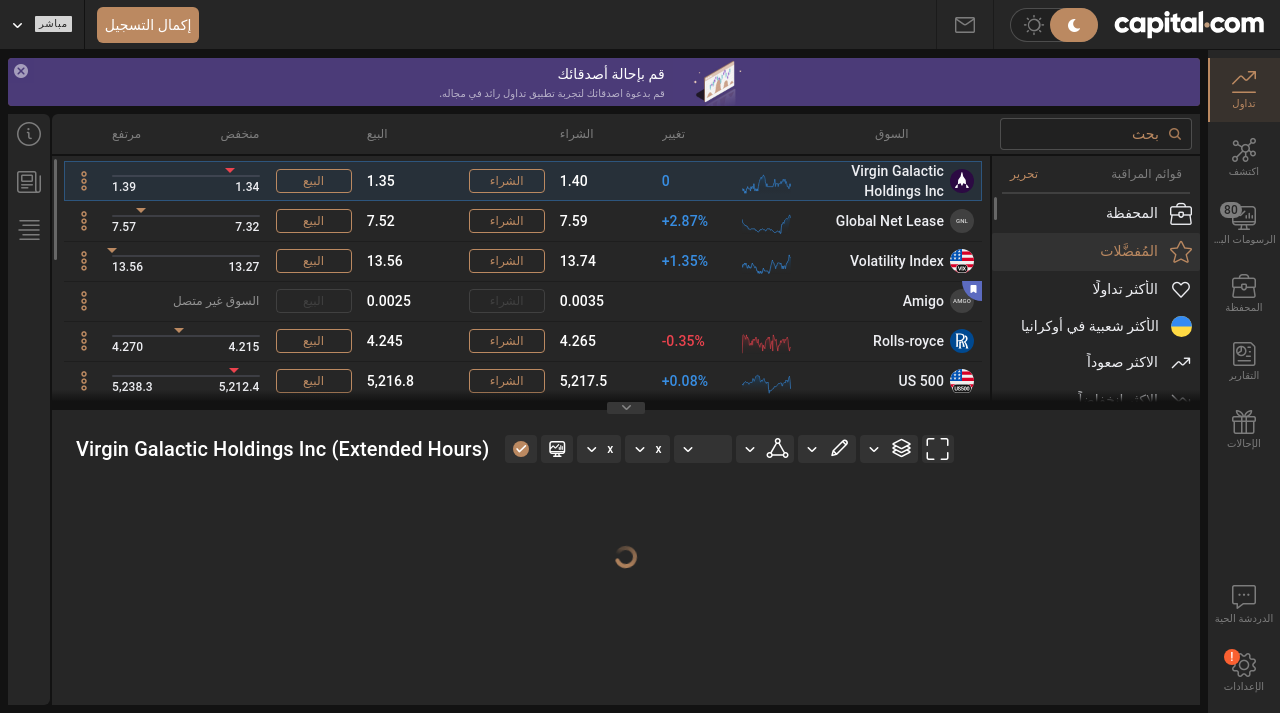 capital.com
إكمال التسجيل
مباشر
قم بإحالة أصدقائك
قم بدعوة اصدقائك لتجربة تطبيق تداول رائد في مجاله.
تداول
اكتشف
80
الرسومات الب...
المحفظة
التقارير
الإحالات
الدردشة الحية
!
الإعدادات
بحث
قوائم المراقبة
تحرير
المحفظة
المُفضَّلات
الأكثر تداولًا
الأكثر شعبية في أوكرانيا
الاكثر صعوداً
الاكثر انخفاضاً
السوق
تغيير
الشراء
البيع
منخفض
مرتفع
Virgin Galactic
Holdings Inc
0
1.40
الشراء
1.35
البيع
1.34
1.39
GNL
Global Net Lease
+2.87%
7.59
الشراء
7.52
البيع
7.32
7.57
VIX
Volatility Index
+1.35%
13.74
الشراء
13.56
البيع
13.27
13.56
AMGO
Amigo
0.0035
الشراء
0.0025
البيع
السوق غير متصل
Rolls-royce
-0.35%
4.265
الشراء
4.245
البيع
4.215
4.270
US500
US 500
+0.08%
5,217.5
الشراء
5,216.8
البيع
5,212.4
5,238.3
Virgin Galactic Holdings Inc (Extended Hours)
x
x